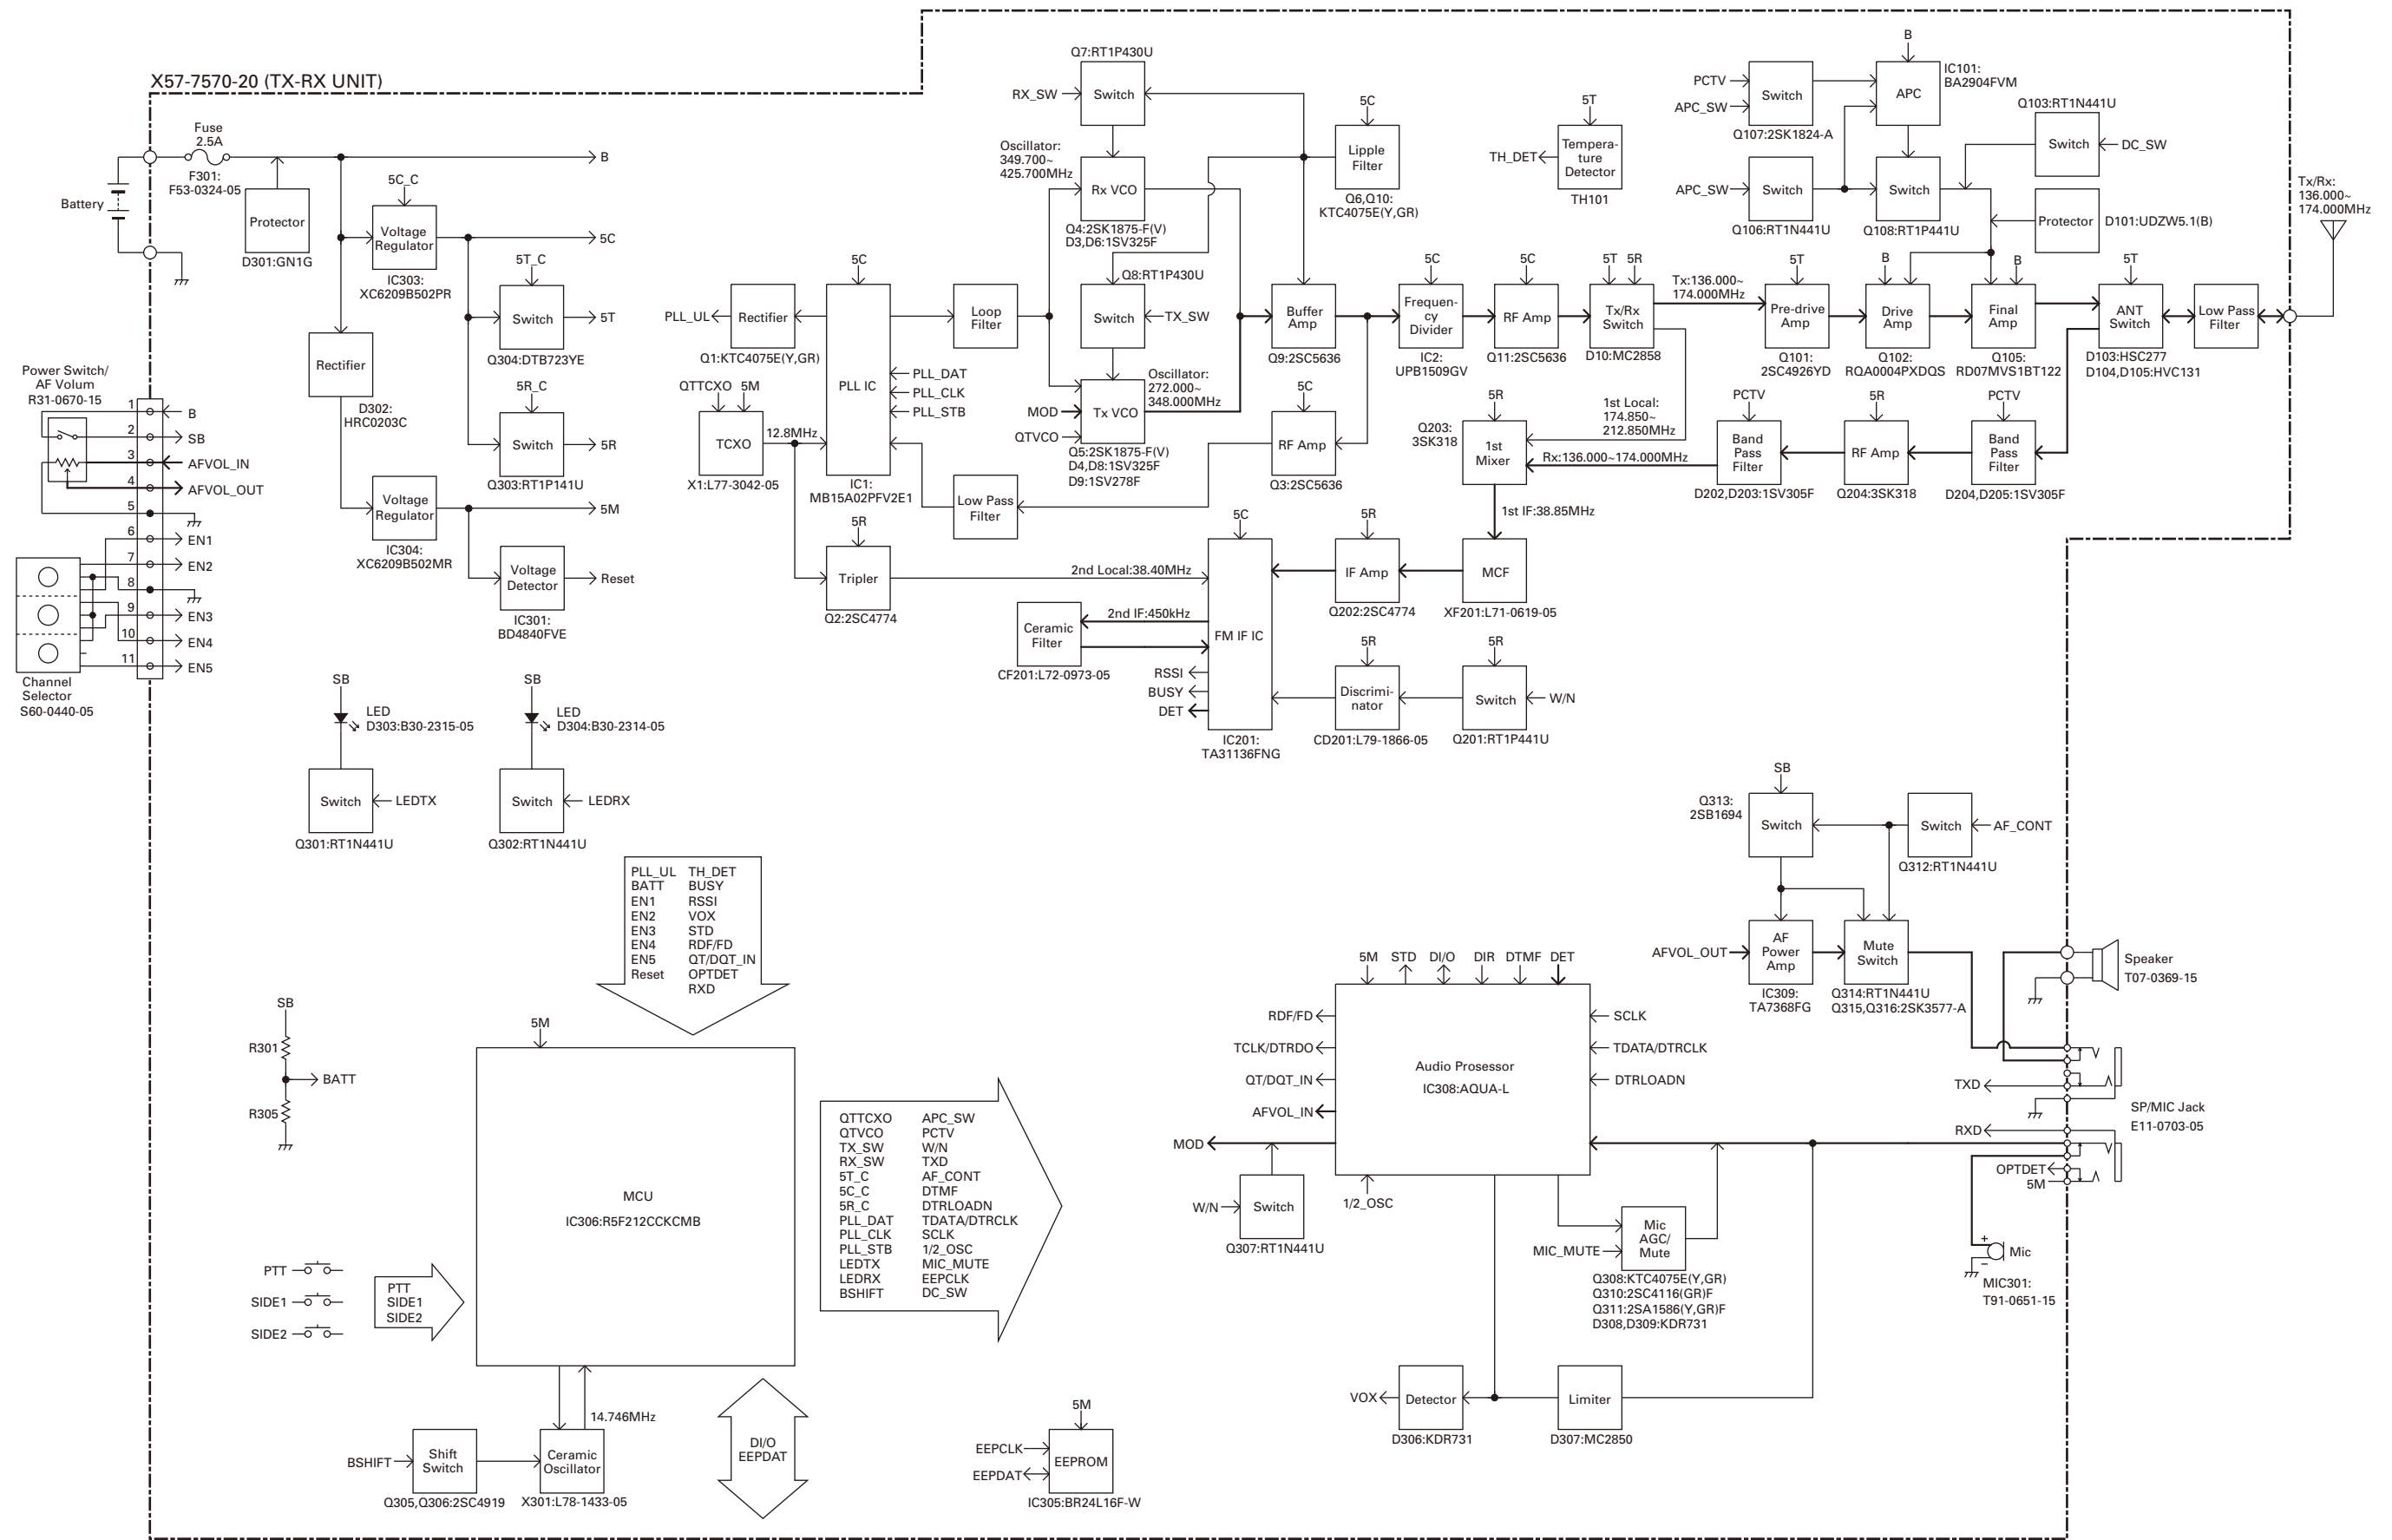 X57-7570-20 (TX-RX UNIT)
Fuse
2.5A
F301:
F53-0324-05
B
Battery
Protector
D301:GN1G
5C_C
Voltage
Regulator
5C
IC303:
XC6209B502PR
5T_C
Switch
5T
Q304:DTB723YE
Rectifier
D302:
HRC0203C
5R_C
Switch
5R
Q303:RT1P141U
Voltage
Regulator
5M
IC304:
XC6209B502MR
Voltage
Detector
Reset
IC301:
BD4840FVE
Power Switch/
AF Volum
R31-0670-15
1
B
2
SB
3
AFVOL_IN
4
AFVOL_OUT
5
6
EN1
7
EN2
8
9
EN3
10
EN4
11
EN5
Channel
Selector
S60-0440-05
SB
LED
D303:B30-2315-05
Switch
LEDTX
Q301:RT1N441U
SB
LED
D304:B30-2314-05
Switch
LEDRX
Q302:RT1N441U
Q7:RT1P430U
RX_SW
Switch
Oscillator:
349.700~
425.700MHz
Rx VCO
Q4:2SK1875-F(V)
D3,D6:1SV325F
5C
Lipple
Filter
Q6,Q10:
KTC4075E(Y,GR)
Q8:RT1P430U
Switch
TX_SW
Oscillator:
272.000~
348.000MHz
MOD
QTVCO
Tx VCO
Q5:2SK1875-F(V)
D4,D8:1SV325F
D9:1SV278F
PLL_UL
Rectifier
Q1:KTC4075E(Y,GR)
5C
PLL IC
PLL_DAT
PLL_CLK
PLL_STB
IC1:
MB15A02PFV2E1
Loop
Filter
QTTCXO
5M
TCXO
12.8MHz
X1:L77-3042-05
Low Pass
Filter
5R
Tripler
Q2:2SC4774
2nd Local:38.40MHz
Buffer
Amp
Q9:2SC5636
5C
RF Amp
Q3:2SC5636
5C
Frequen-
cy
Divider
IC2:
UPB1509GV
5C
RF Amp
Q11:2SC5636
5T
5R
Tx/Rx
Switch
D10:MC2858
Tx:136.000~
174.000MHz
1st Local:
174.850~
212.850MHz
5T
Tempera-
ture
Detector
TH_DET
TH101
PCTV
APC_SW
Switch
Q107:2SK1824-A
B
APC
IC101:
BA2904FVM
APC_SW
Switch
Q106:RT1N441U
Switch
Q108:RT1P441U
Q103:RT1N441U
Switch
DC_SW
Protector
D101:UDZW5.1(B)
5T
Pre-drive
Amp
Q101:
2SC4926YD
B
Drive
Amp
Q102:
RQA0004PXDQS
B
Final
Amp
Q105:
RD07MVS1BT122
5T
ANT
Switch
D103:HSC277
D104,D105:HVC131
Low Pass
Filter
Tx/Rx:
136.000~
174.000MHz
PCTV
Band
Pass
Filter
D204,D205:1SV305F
5R
RF Amp
Q204:3SK318
PCTV
Band
Pass
Filter
D202,D203:1SV305F
Rx:136.000~174.000MHz
5R
Q203:
3SK318
1st
Mixer
1st IF:38.85MHz
MCF
XF201:L71-0619-05
5R
IF Amp
Q202:2SC4774
5C
FM IF IC
IC201:
TA31136FNG
2nd IF:450kHz
Ceramic
Filter
CF201:L72-0973-05
RSSI
BUSY
DET
5R
Discrimi-
nator
CD201:L79-1866-05
5R
Switch
W/N
Q201:RT1P441U
SB
Q313:
2SB1694
Switch
Switch
AF_CONT
Q312:RT1N441U
AFVOL_OUT
AF
Power
Amp
IC309:
TA7368FG
Mute
Switch
Q314:RT1N441U
Q315,Q316:2SK3577-A
Speaker
T07-0369-15
TXD
SP/MIC Jack
E11-0703-05
RXD
OPTDET
5M
Mic
+
−
MIC301:
T91-0651-15
PLL_UL TH_DET
BATT BUSY
EN1 RSSI
EN2 VOX
EN3 STD
EN4 RDF/FD
EN5 QT/DQT_IN
Reset OPTDET
RXD
SB
R301
BATT
R305
5M
MCU
IC306:R5F212CCKCMB
PTT
SIDE1
SIDE2
PTT
SIDE1
SIDE2
QTTCXO APC_SW
QTVCO PCTV
TX_SW W/N
RX_SW TXD
5T_C AF_CONT
5C_C DTMF
5R_C DTRLOADN
PLL_DAT TDATA/DTRCLK
PLL_CLK SCLK
PLL_STB 1/2_OSC
LEDTX MIC_MUTE
LEDRX EEPCLK
BSHIFT DC_SW
14.746MHz
BSHIFT
Shift
Switch
Q305,Q306:2SC4919
Ceramic
Oscillator
X301:L78-1433-05
DI/O
EEPDAT
5M
EEPCLK
EEPDAT
EEPROM
IC305:BR24L16F-W
5M STD DI/O DIR DTMF DET
RDF/FD
TCLK/DTRDO
QT/DQT_IN
AFVOL_IN
MOD
Audio Prosessor
IC308:AQUA-L
SCLK
TDATA/DTRCLK
DTRLOADN
1/2_OSC
W/N
Switch
Q307:RT1N441U
MIC_MUTE
Mic
AGC/
Mute
Q308:KTC4075E(Y,GR)
Q310:2SC4116(GR)F
Q311:2SA1586(Y,GR)F
D308,D309:KDR731
VOX
Detector
D306:KDR731
Limiter
D307:MC2850